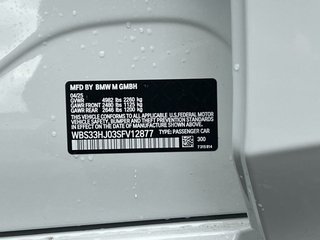 MFD BY BMW M GMBH
04/25
GVWR 4982 lbs 2260 kg
GAWR FRONT 2480 lbs 1125 kg
GAWR REAR 2646 lbs 1200 kg
THIS VEHICLE CONFORMS TO ALL APPLICABLE U.S.FEDERAL MOTOR
VEHICLE SAFETY, BUMPER, AND THEFT PREVENTION STANDARDS
IN EFFECT ON THE DATE OF MANUFACTURE SHOWN ABOVE.
WBS33HJ03SFV12877 TYPE: PASSENGER CAR
300